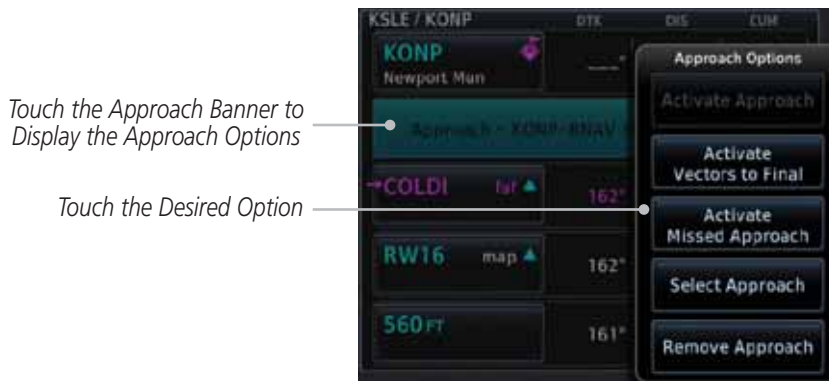 Touch the Approach Banner to
Display the Approach Options
Touch the Desired Option
KSLE / KONP
DTK
DIS
CUM
KONP
Newport Mun
___°
Approach - KONP-RNAV
→COLDI faf
162°
RW16 map
162°
560 FT
161°
Approach Options
Activate Approach
Activate
Vectors to Final
Activate
Missed Approach
Select Approach
Remove Approach